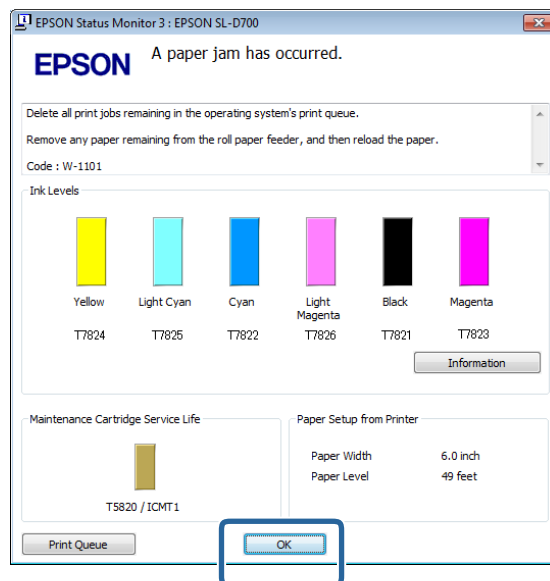 EPSON Status Monitor 3 : EPSON SL-D700
EPSON
A paper jam has occurred.
Delete all print jobs remaining in the operating system's print queue.
Remove any paper remaining from the roll paper feeder, and then reload the paper.
Code : W-1101
Ink Levels
Yellow Light Cyan Cyan Light Magenta Black Magenta
T7824 T7825 T7822 T7826 T7821 T7823
Information
Maintenance Cartridge Service Life
T5820 / ICMT1
Paper Setup from Printer
Paper Width 6.0 inch
Paper Level 49 feet
Print Queue
OK